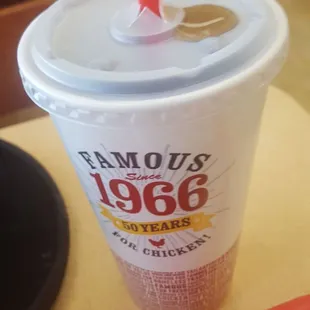 FAMOUS
Since
1966
50 YEARS
FOR CHICKEN!